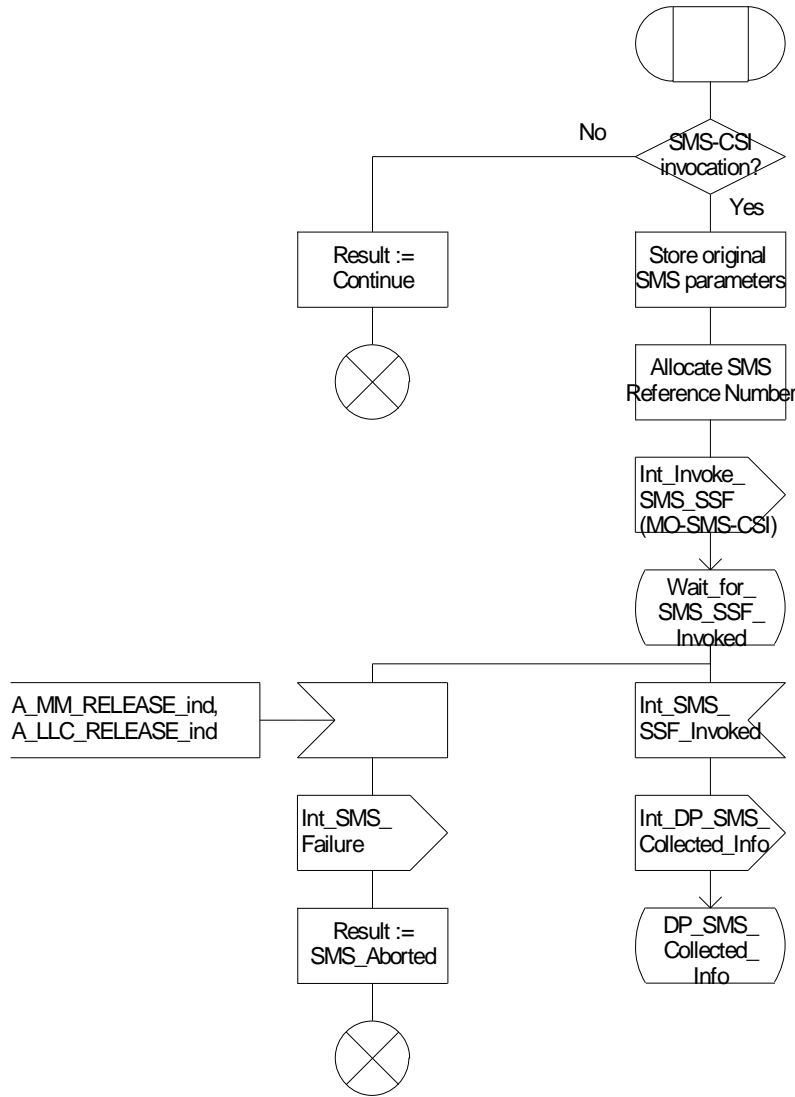 SMS-CSI
invocation?
No
Yes
Result :=
Continue
Store original
SMS parameters
Allocate SMS
Reference Number
Int_Invoke_
SMS_SSF
(MO-SMS-CSI)
Wait_for_
SMS_SSF_
Invoked
A_MM_RELEASE_ind,
A_LLC_RELEASE_ind
Int_SMS_
SSF_Invoked
Int_SMS_
Failure
Int_DP_SMS_
Collected_Info
Result :=
SMS_Aborted
DP_SMS_
Collected_
Info